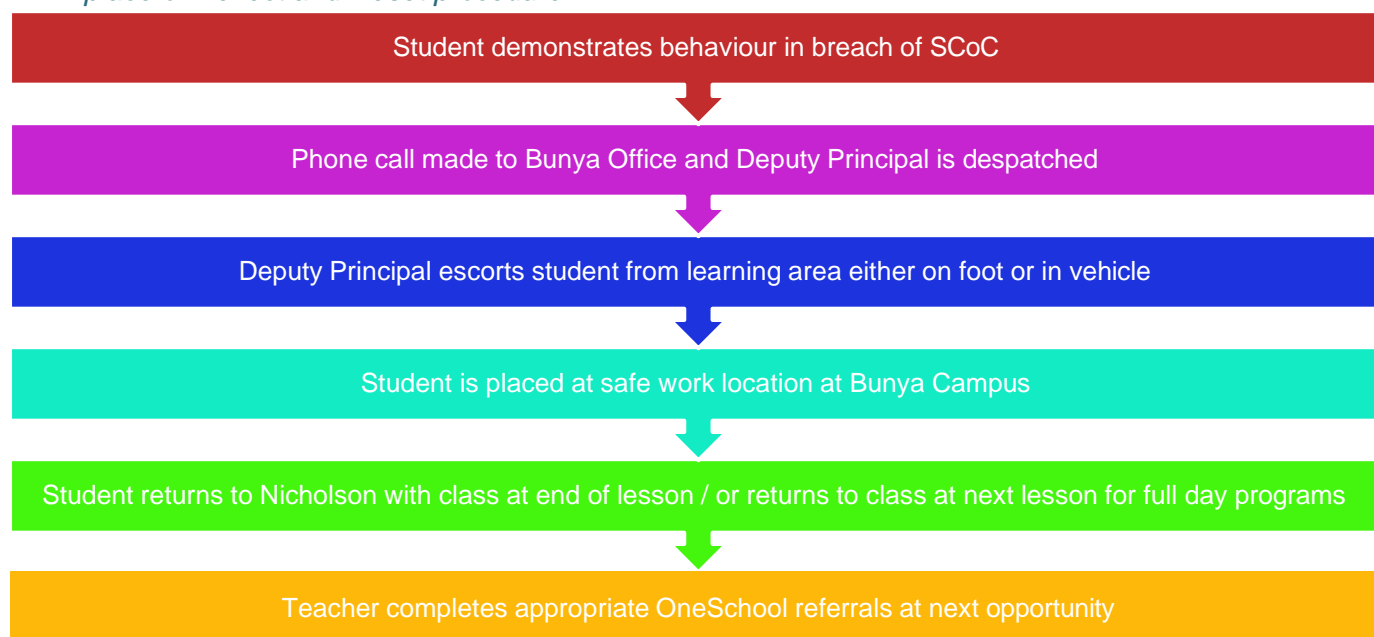 Student demonstrates behaviour in breach of SCoC
Phone call made to Bunya Office and Deputy Principal is despatched
Deputy Principal escorts student from learning area either on foot or in vehicle
Student is placed at safe work location at Bunya Campus
Student returns to Nicholson with class at end of lesson / or returns to class at next lesson for full day programs
Teacher completes appropriate OneSchool referrals at next opportunity